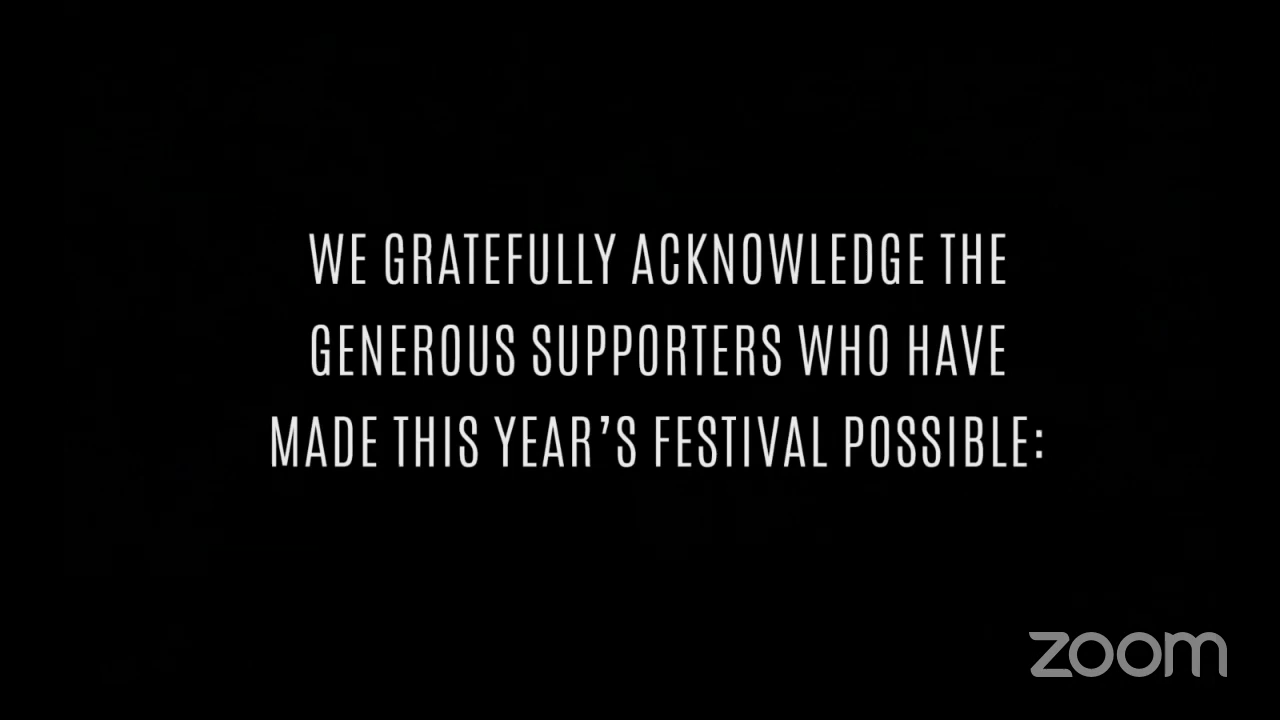 WE GRATEFULLY ACKNOWLEDGE THE
GENEROUS SUPPORTERS WHO HAVE
MADE THIS YEAR’S FESTIVAL POSSIBLE:
zoom